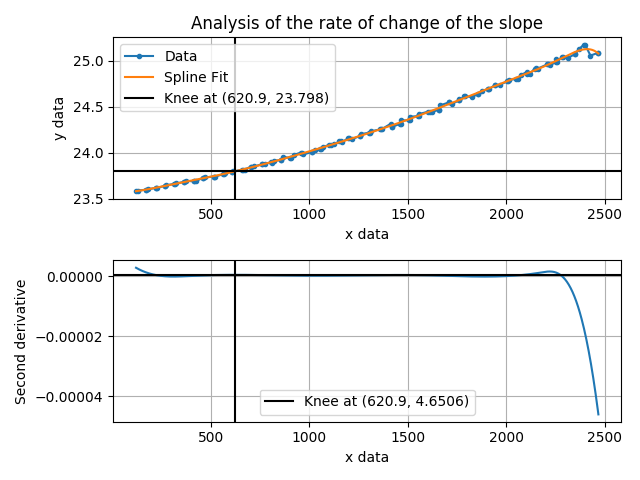 Analysis of the rate of change of the slope
Data
Spline Fit
Knee at (620.9, 23.798)
y data
25.0
24.5
24.0
23.5
500
1000
1500
2000
2500
x data
Second derivative
0.00000
−0.00002
−0.00004
Knee at (620.9, 4.6506)
500
1000
1500
2000
2500
x data